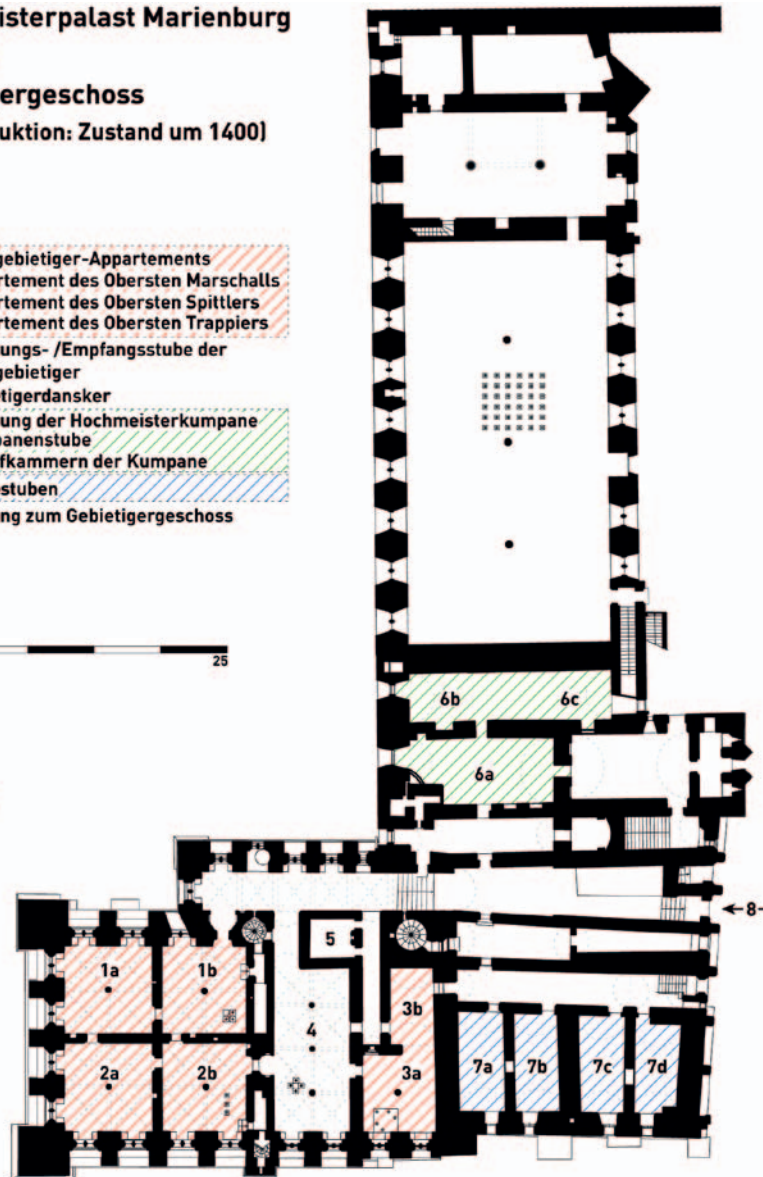 isterpalast Marienburg
ergeschoss
uktion: Zustand um 1400)
gebietiger-Appartements
rtement des Obersten Marschalls
rtement des Obersten Spittlers
rtement des Obersten Trappiers
ungs- /Empfangsstube der
gebietiger
tigerdansker
ung der Hochmeisterkumpane
panenstube
fkammern der Kumpane
stuben
ng zum Gebietigergeschoss
25
6b 6c
6a
8
1a 1b
5
3b
4
2a 2b
3a
7a 7b 7c 7d